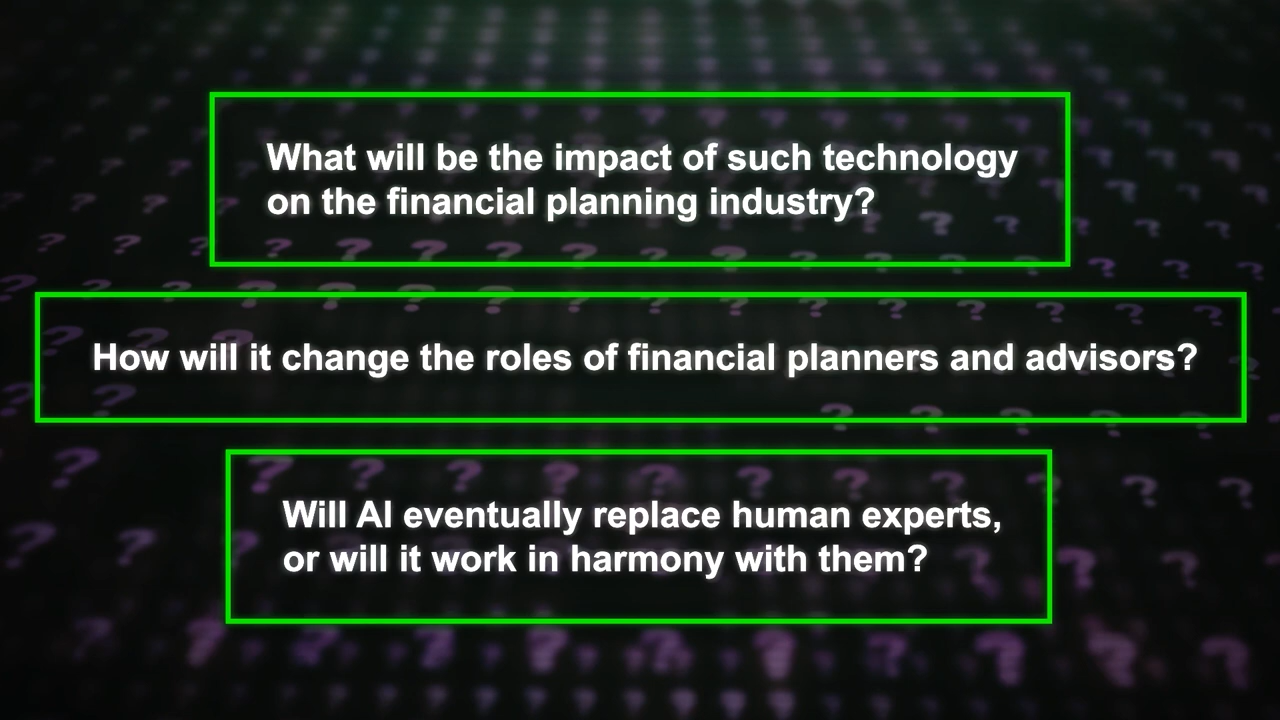 What will be the impact of such technology
on the financial planning industry?
How will it change the roles of financial planners and advisors?
Will AI eventually replace human experts,
or will it work in harmony with them?